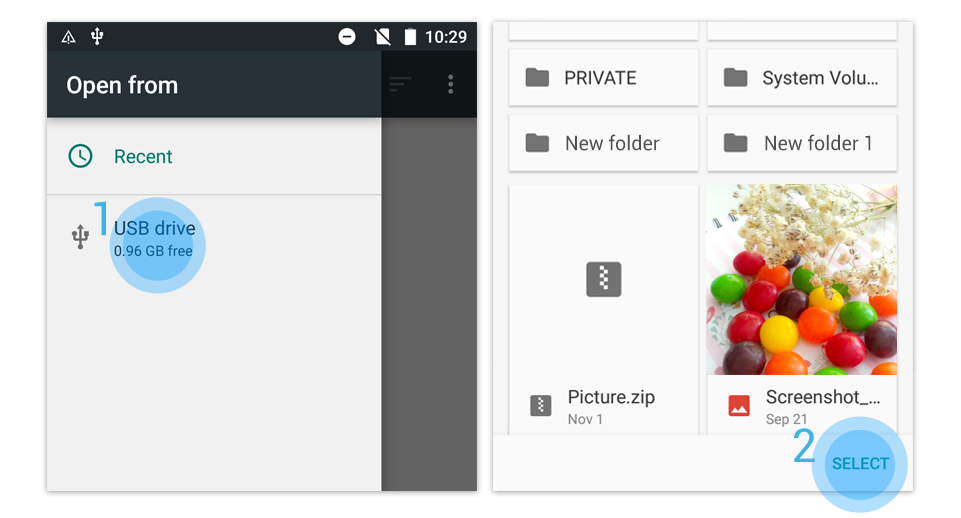 10:29
Open from
Recent
1
USB drive
0.96 GB free
PRIVATE
System Volu...
New folder
New folder 1
Picture.zip
Nov 1
Screenshot_...
Sep 21
2
SELECT